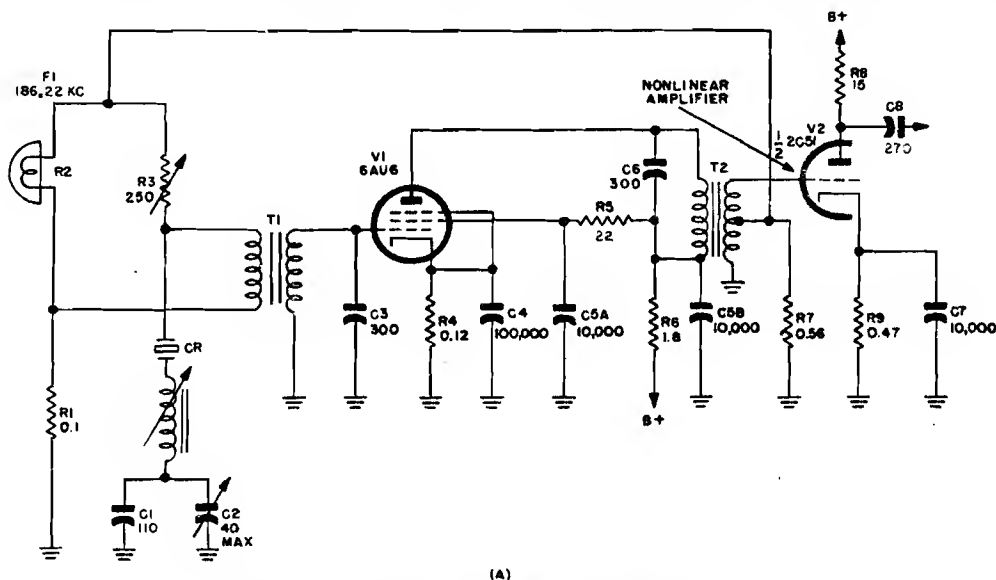 F1
186.22 KC
R2
R3
250
T1
V1
6AU6
C6
300
R5
22
T2
NONLINEAR
AMPLIFIER
1/2 2C51
V2
B+
R8
15
C8
270
C3
300
R4
0.12
C4
100,000
C5A
10,000
R6
1.8
C5B
10,000
R7
0.56
R9
0.47
C7
10,000
B+
R1
0.1
CR
C1
110
C2
40
MAX
(A)